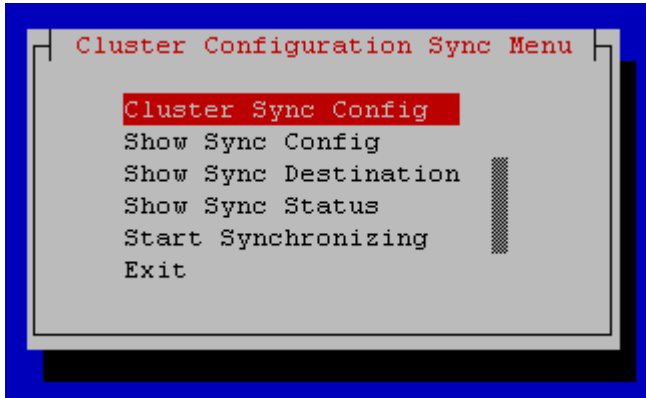 Cluster Configuration Sync Menu
Cluster Sync Config
Show Sync Config
Show Sync Destination
Show Sync Status
Start Synchronizing
Exit